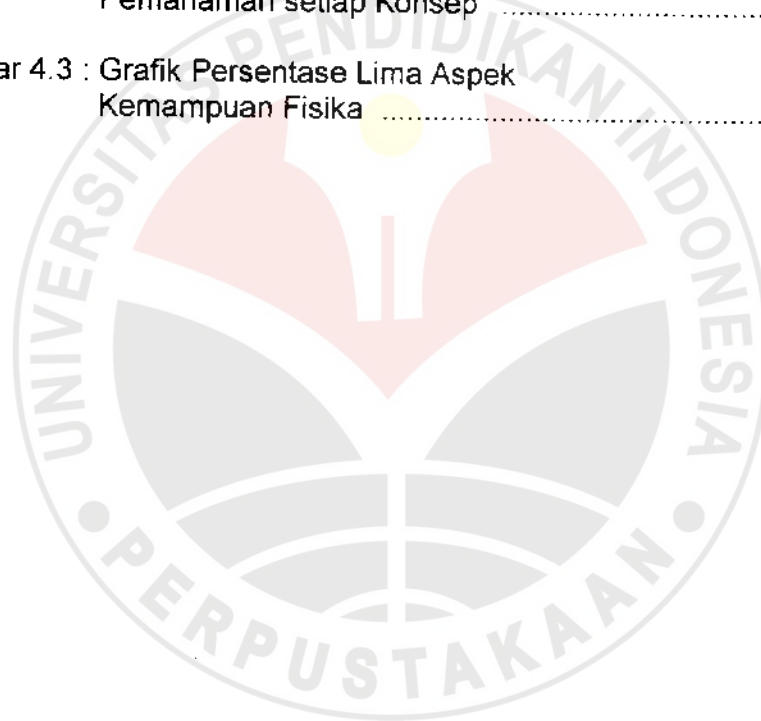 Pemahaman setiap Konsep ........................................
ar 4.3 : Grafik Persentase Lima Aspek
Kemampuan Fisika ........................................................
UNIVERSITAS PENDIDIKAN INDONESIA
PERPUSTAKAAN